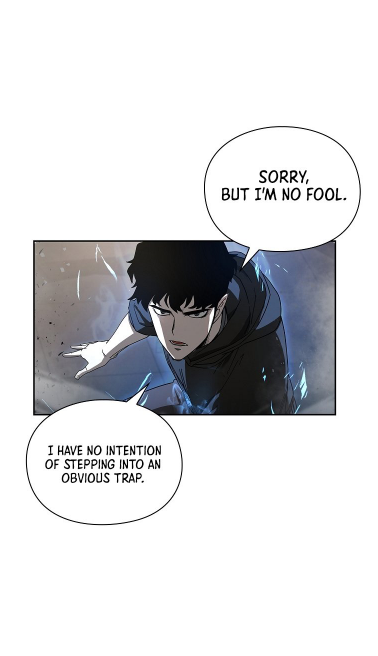 SORRY,
BUT I'M NO FOOL.
I HAVE NO INTENTION
OF STEPPING INTO AN
OBVIOUS TRAP.